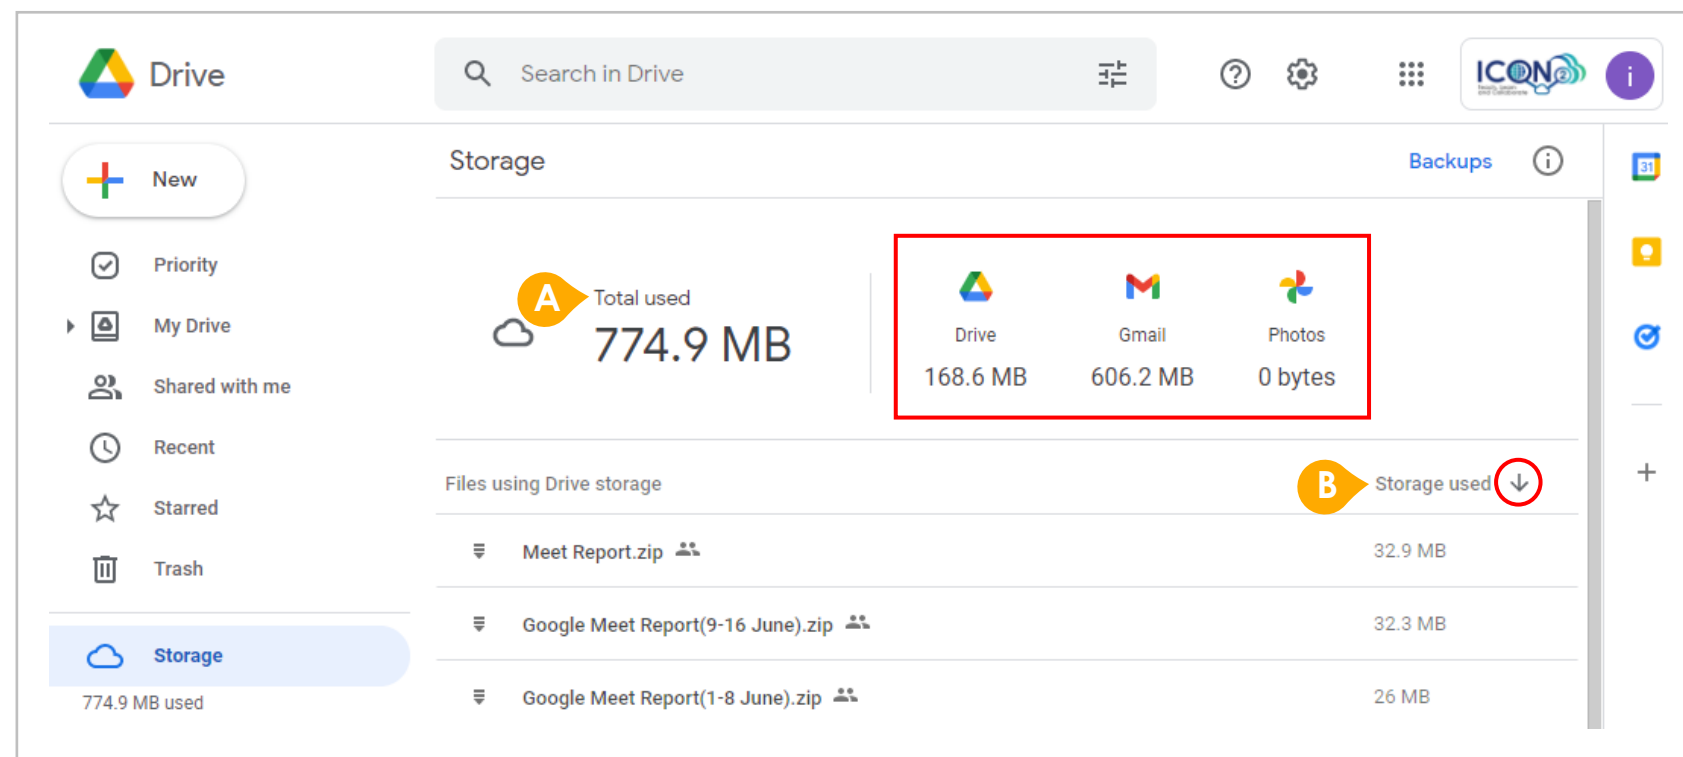 Drive
Search in Drive
ICON2
i
New
Storage
Backups
31
Priority
My Drive
Shared with me
Recent
Starred
Trash
Storage
774.9 MB used
A
Total used
774.9 MB
Drive
Gmail
Photos
168.6 MB
606.2 MB
0 bytes
Files using Drive storage
B
Storage used
Meet Report.zip
32.9 MB
Google Meet Report(9-16 June).zip
32.3 MB
Google Meet Report(1-8 June).zip
26 MB